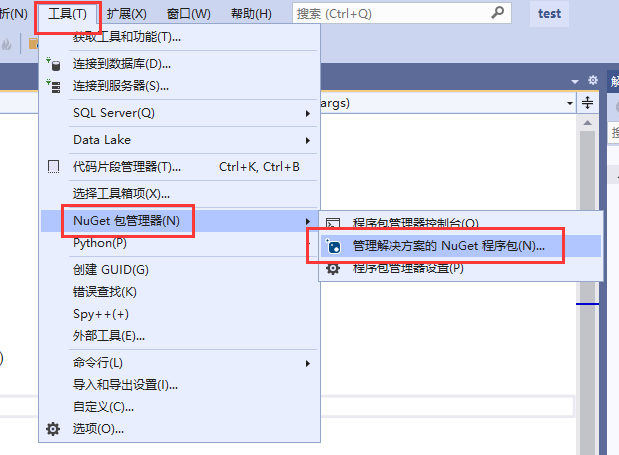 析(N) 工具(T) 扩展(X) 窗口(W) 帮助(H) 搜索 (Ctrl+Q) test
获取工具和功能(T)...
连接到数据库(D)...
连接到服务器(S)...
args)
SQL Server(Q)
Data Lake
代码片段管理器(T)... Ctrl+K, Ctrl+B
选择工具箱项(X)...
NuGet 包管理器(N)
程序包管理器控制台(O)
Python(P)
管理解决方案的 NuGet 程序包(N)...
程序包管理器设置(P)
创建 GUID(G)
错误查找(K)
Spy++(+)
外部工具(E)...
)
命令行(L)
导入和导出设置(I)...
自定义(C)...
选项(O)...